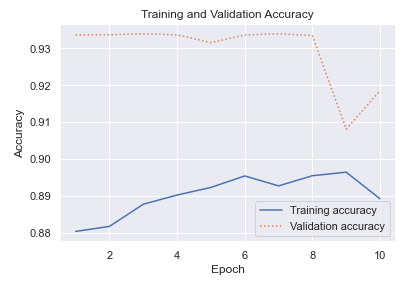 Training and Validation Accuracy
0.93
0.92
0.91
0.90
0.89
0.88
Accuracy
Training accuracy
Validation accuracy
2 4 6 8 10
Epoch